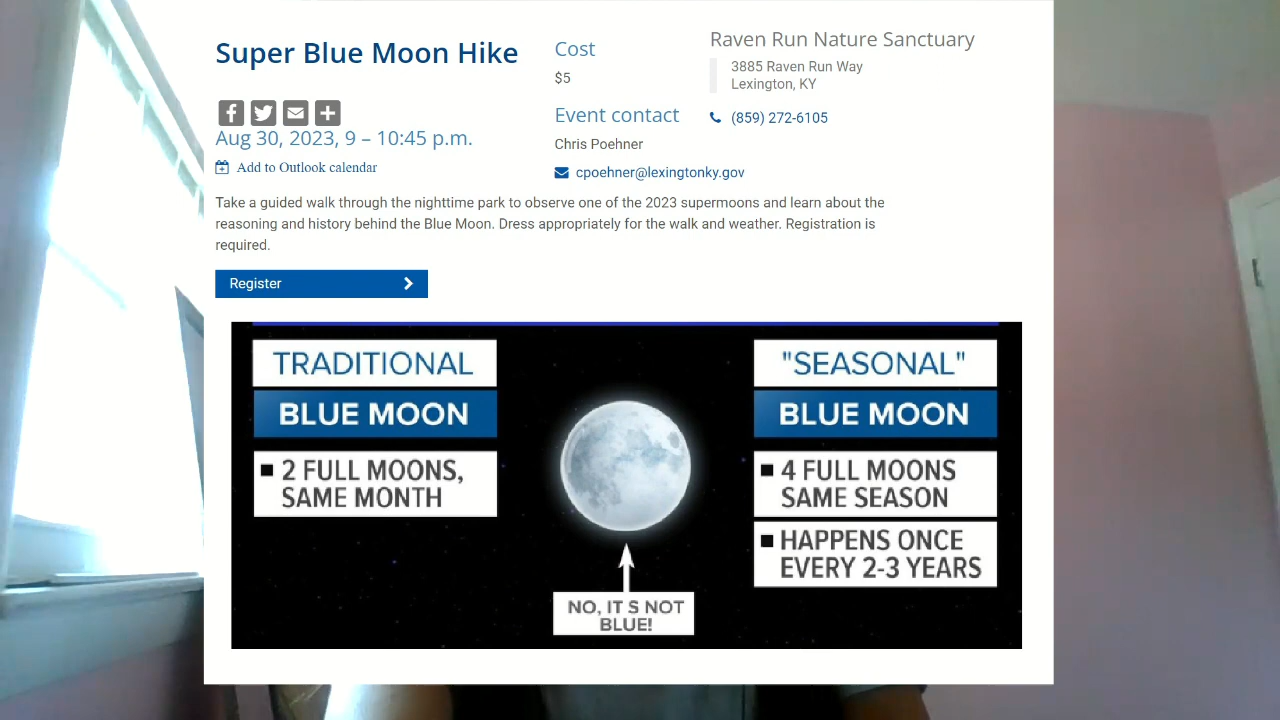 Super Blue Moon Hike
Aug 30, 2023, 9 – 10:45 p.m.
Add to Outlook calendar
Cost
$5
Event contact
Chris Poehner
cpoehner@lexingtonky.gov
Raven Run Nature Sanctuary
3885 Raven Run Way
Lexington, KY
(859) 272-6105
Take a guided walk through the nighttime park to observe one of the 2023 supermoons and learn about the
reasoning and history behind the Blue Moon. Dress appropriately for the walk and weather. Registration is
required.
Register
TRADITIONAL
BLUE MOON
2 FULL MOONS,
SAME MONTH
NO, IT S NOT
BLUE!
"SEASONAL"
BLUE MOON
4 FULL MOONS
SAME SEASON
HAPPENS ONCE
EVERY 2-3 YEARS